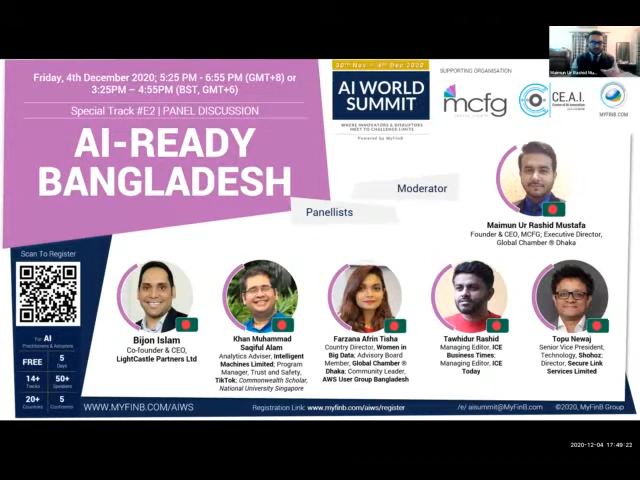 Maimun Ur Rashid Mu...
Friday, 4th December 2020; 5:25 PM - 6:55 PM (GMT+8) or
3:25PM – 4:55PM (BST, GMT+6)
Special Track #E2 | PANEL DISCUSSION
AI-READY
BANGLADESH
30th Nov – 4th Dec 2020
AI WORLD
SUMMIT
WHERE INNOVATORS & DISRUPTORS
MEET TO CHALLENGE LIMITS
Powered by MyFinB
SUPPORTING ORGANISATION
mcfg
CE.A.I.
MYFINB.COM
Moderator
Panellists
Maimun Ur Rashid Mustafa
Founder & CEO, MCFG; Executive Director,
Global Chamber ® Dhaka
Scan To Register
For AI
Practitioners & Adopters
FREE
5
Days
14+
Tracks
50+
Speakers
20+
Countries
5
Continents
Bijon Islam
Co-founder & CEO,
LightCastle Partners Ltd
Khan Muhammad
Saqiful Alam
Analytics Adviser, Intelligent
Machines Limited; Program
Manager, Trust and Safety,
TikTok; Commonwealth Scholar,
National University Singapore
Farzana Afrin Tisha
Country Director, Women in
Big Data; Advisory Board
Member, Global Chamber ®
Dhaka; Community Leader,
AWS User Group Bangladesh
Tawhidur Rashid
Managing Editor, ICE
Business Times;
Managing Editor, ICE
Today
Topu Newaj
Senior Vice President,
Technology, Shohoz;
Director, Secure Link
Services Limited
WWW.MYFINB.COM/AIWS
Registration Link: www.myfinb.com/aiws/register
/e/ aisummit@MyFinB.com
©2020, MyFinB Group
2020-12-04 17:49:22